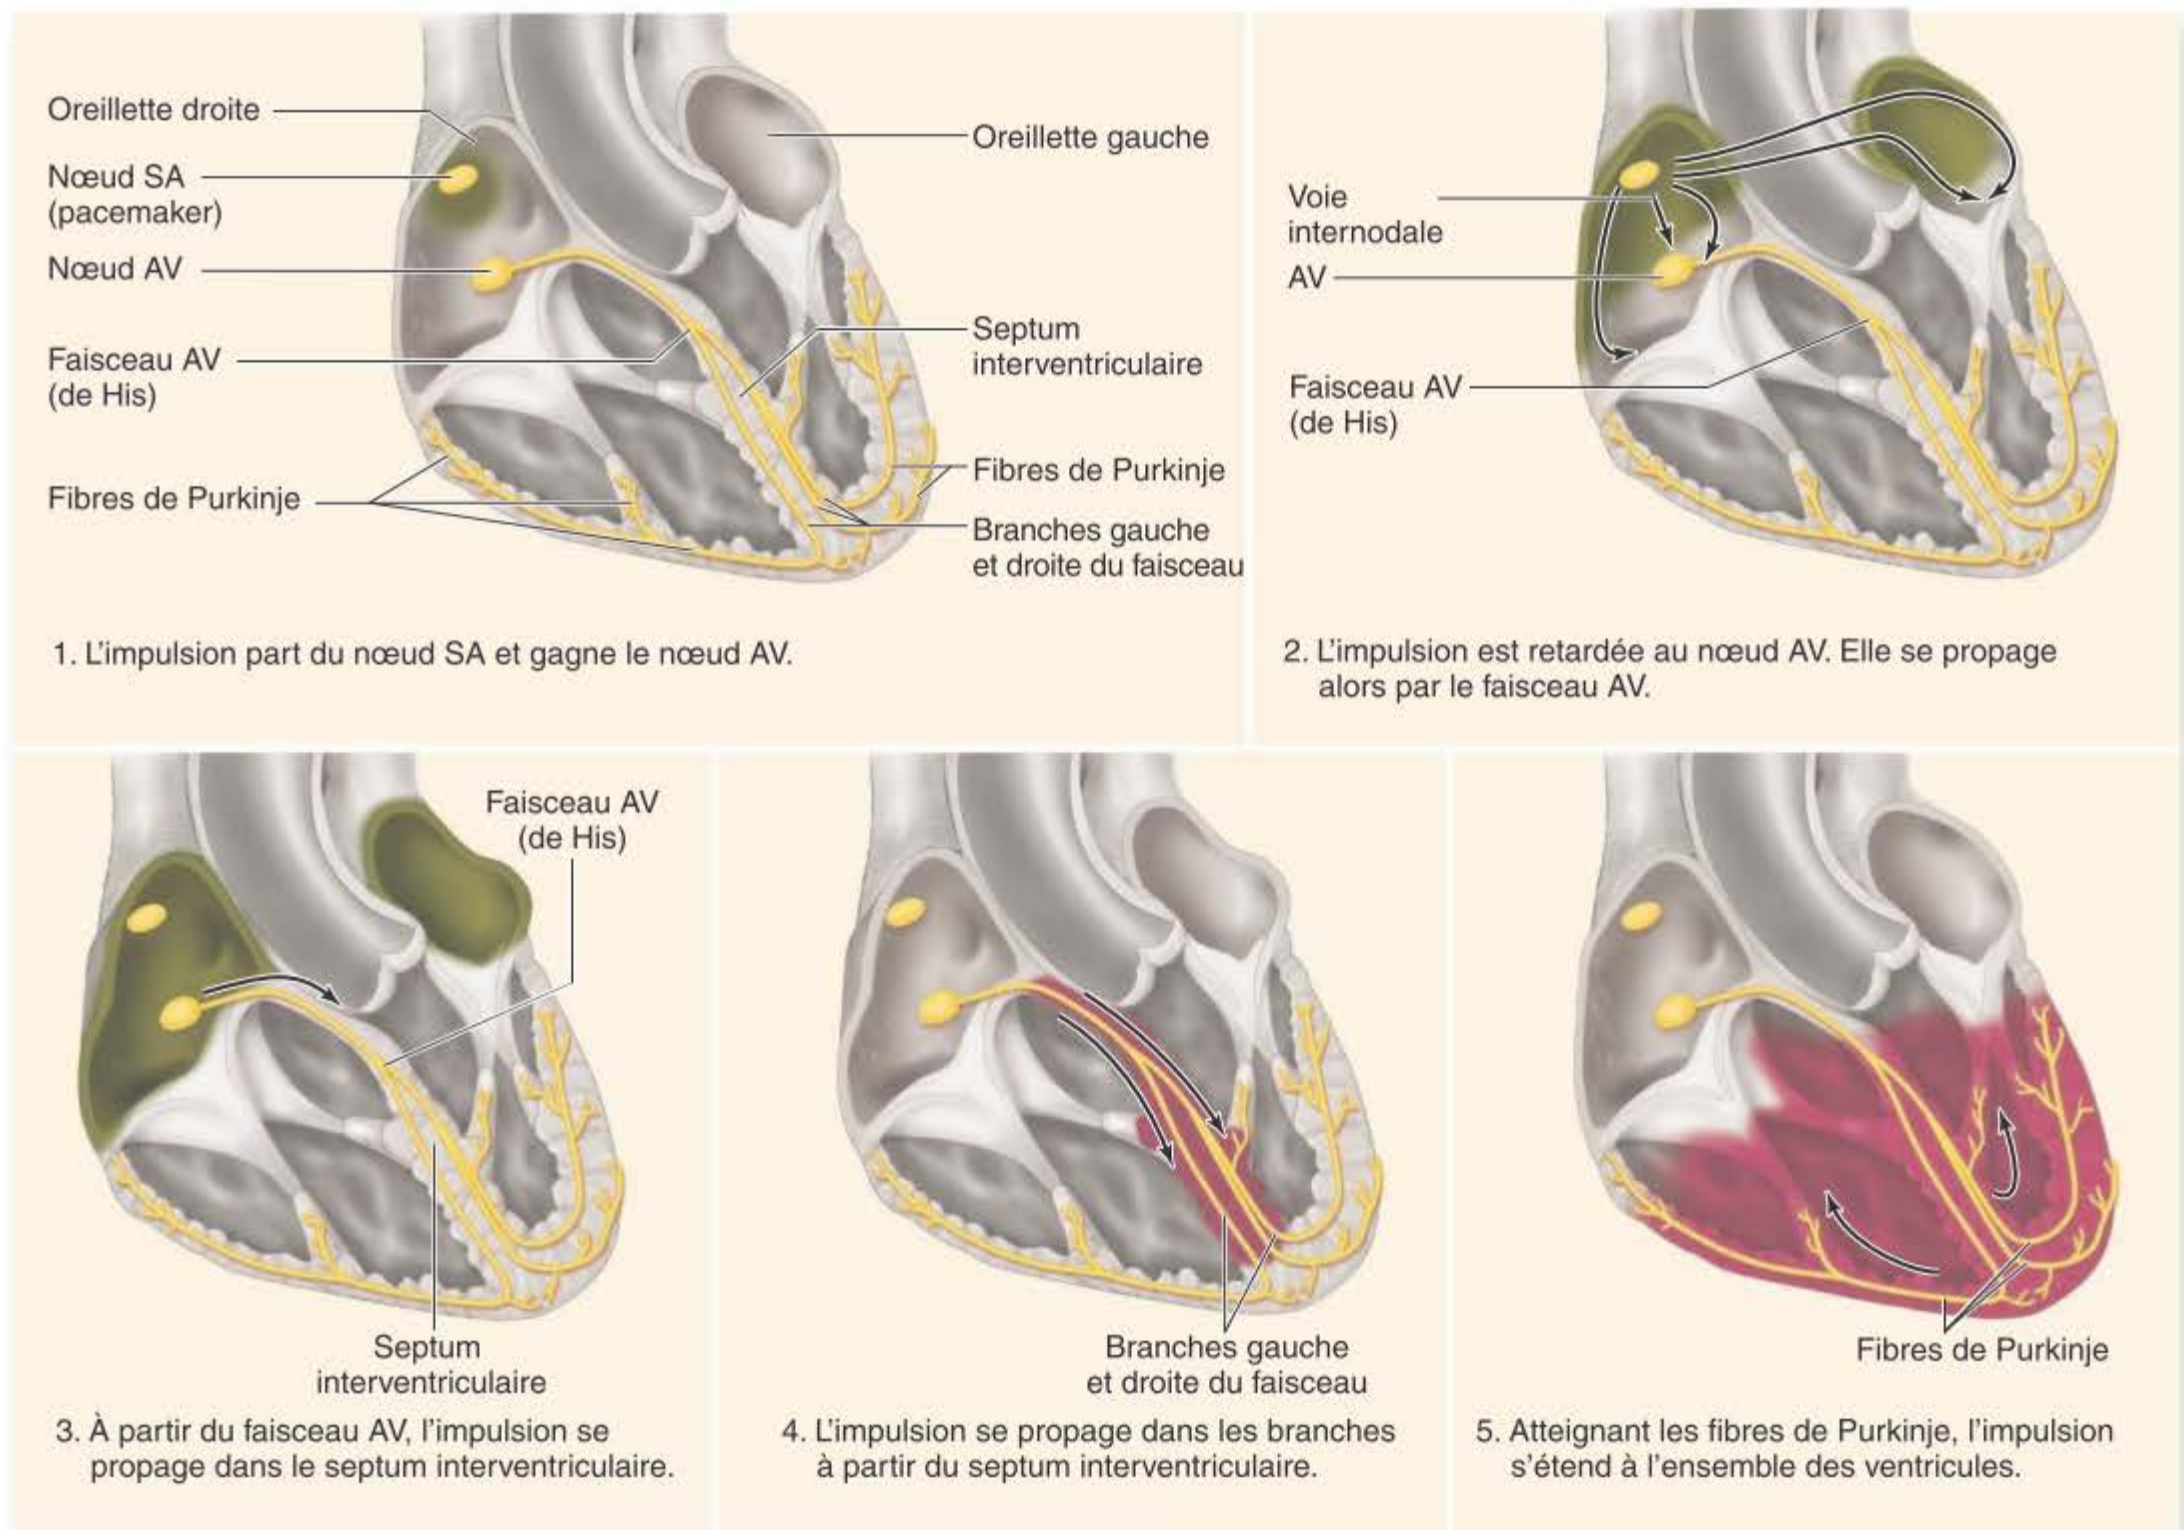 Oreillette droite
Nœud SA
(pacemaker)
Nœud AV
Faisceau AV
(de His)
Fibres de Purkinje
Oreillette gauche
Septum
interventriculaire
Fibres de Purkinje
Branches gauche
et droite du faisceau
1. L’impulsion part du nœud SA et gagne le nœud AV.
Voie
internodale
AV
Faisceau AV
(de His)
2. L’impulsion est retardée au nœud AV. Elle se propage
alors par le faisceau AV.
Faisceau AV
(de His)
Septum
interventriculaire
3. À partir du faisceau AV, l’impulsion se
propage dans le septum interventriculaire.
Branches gauche
et droite du faisceau
4. L’impulsion se propage dans les branches
à partir du septum interventriculaire.
Fibres de Purkinje
5. Atteignant les fibres de Purkinje, l’impulsion
s’étend à l’ensemble des ventricules.